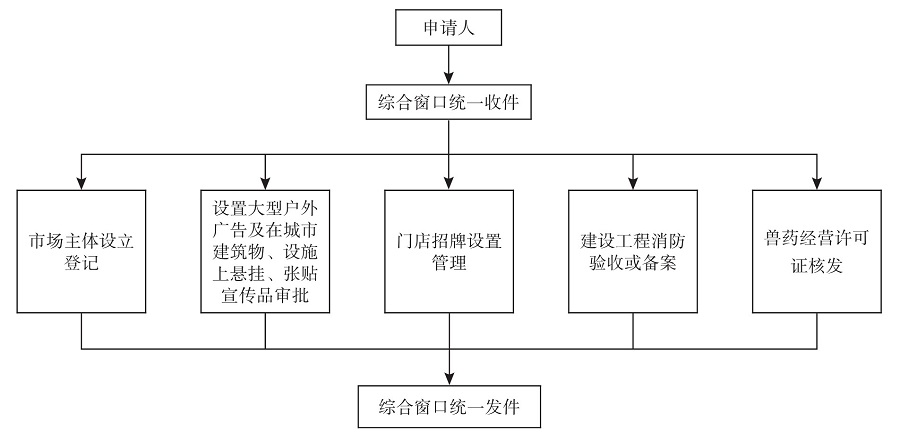 申请人
综合窗口统一收件
市场主体设立
登记
设置大型户外
广告及在城市
建筑物、设施
上悬挂、张贴
宣传品审批
门店招牌设置
管理
建设工程消防
验收或备案
兽药经营许可
证核发
综合窗口统一发件